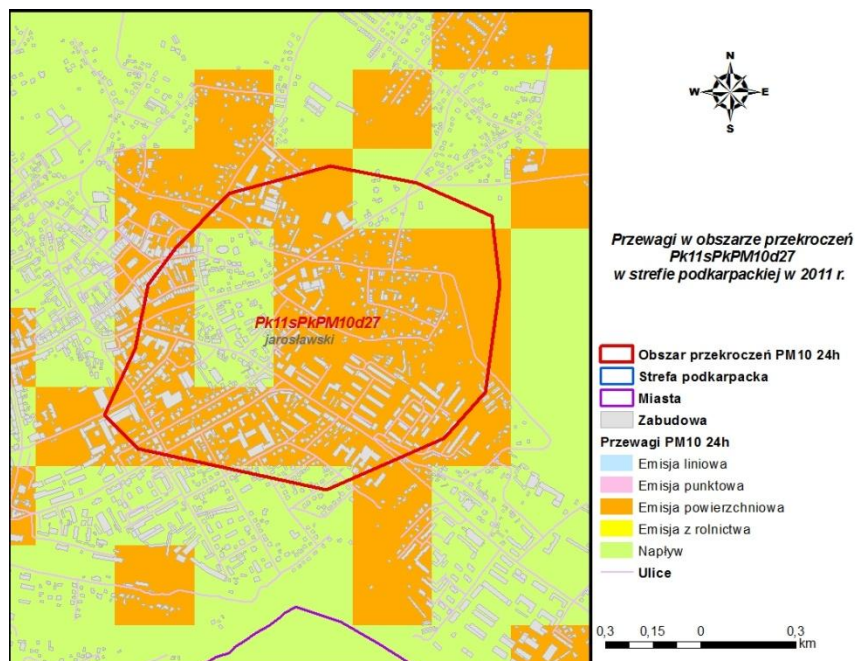 N
W E
S
Przewagi w obszarze przekroczeń
Pk11sPkPM10d27
w strefie podkarpackiej w 2011 r.
Pk11sPkPM10d27
jarosławski
Obszar przekroczeń PM10 24h
Strefa podkarpacka
Miasta
Zabudowa
Przewagi PM10 24h
Emisja liniowa
Emisja punktowa
Emisja powierzchniowa
Emisja z rolnictwa
Napływ
Ulice
0,3 0,15 0 0,3
km